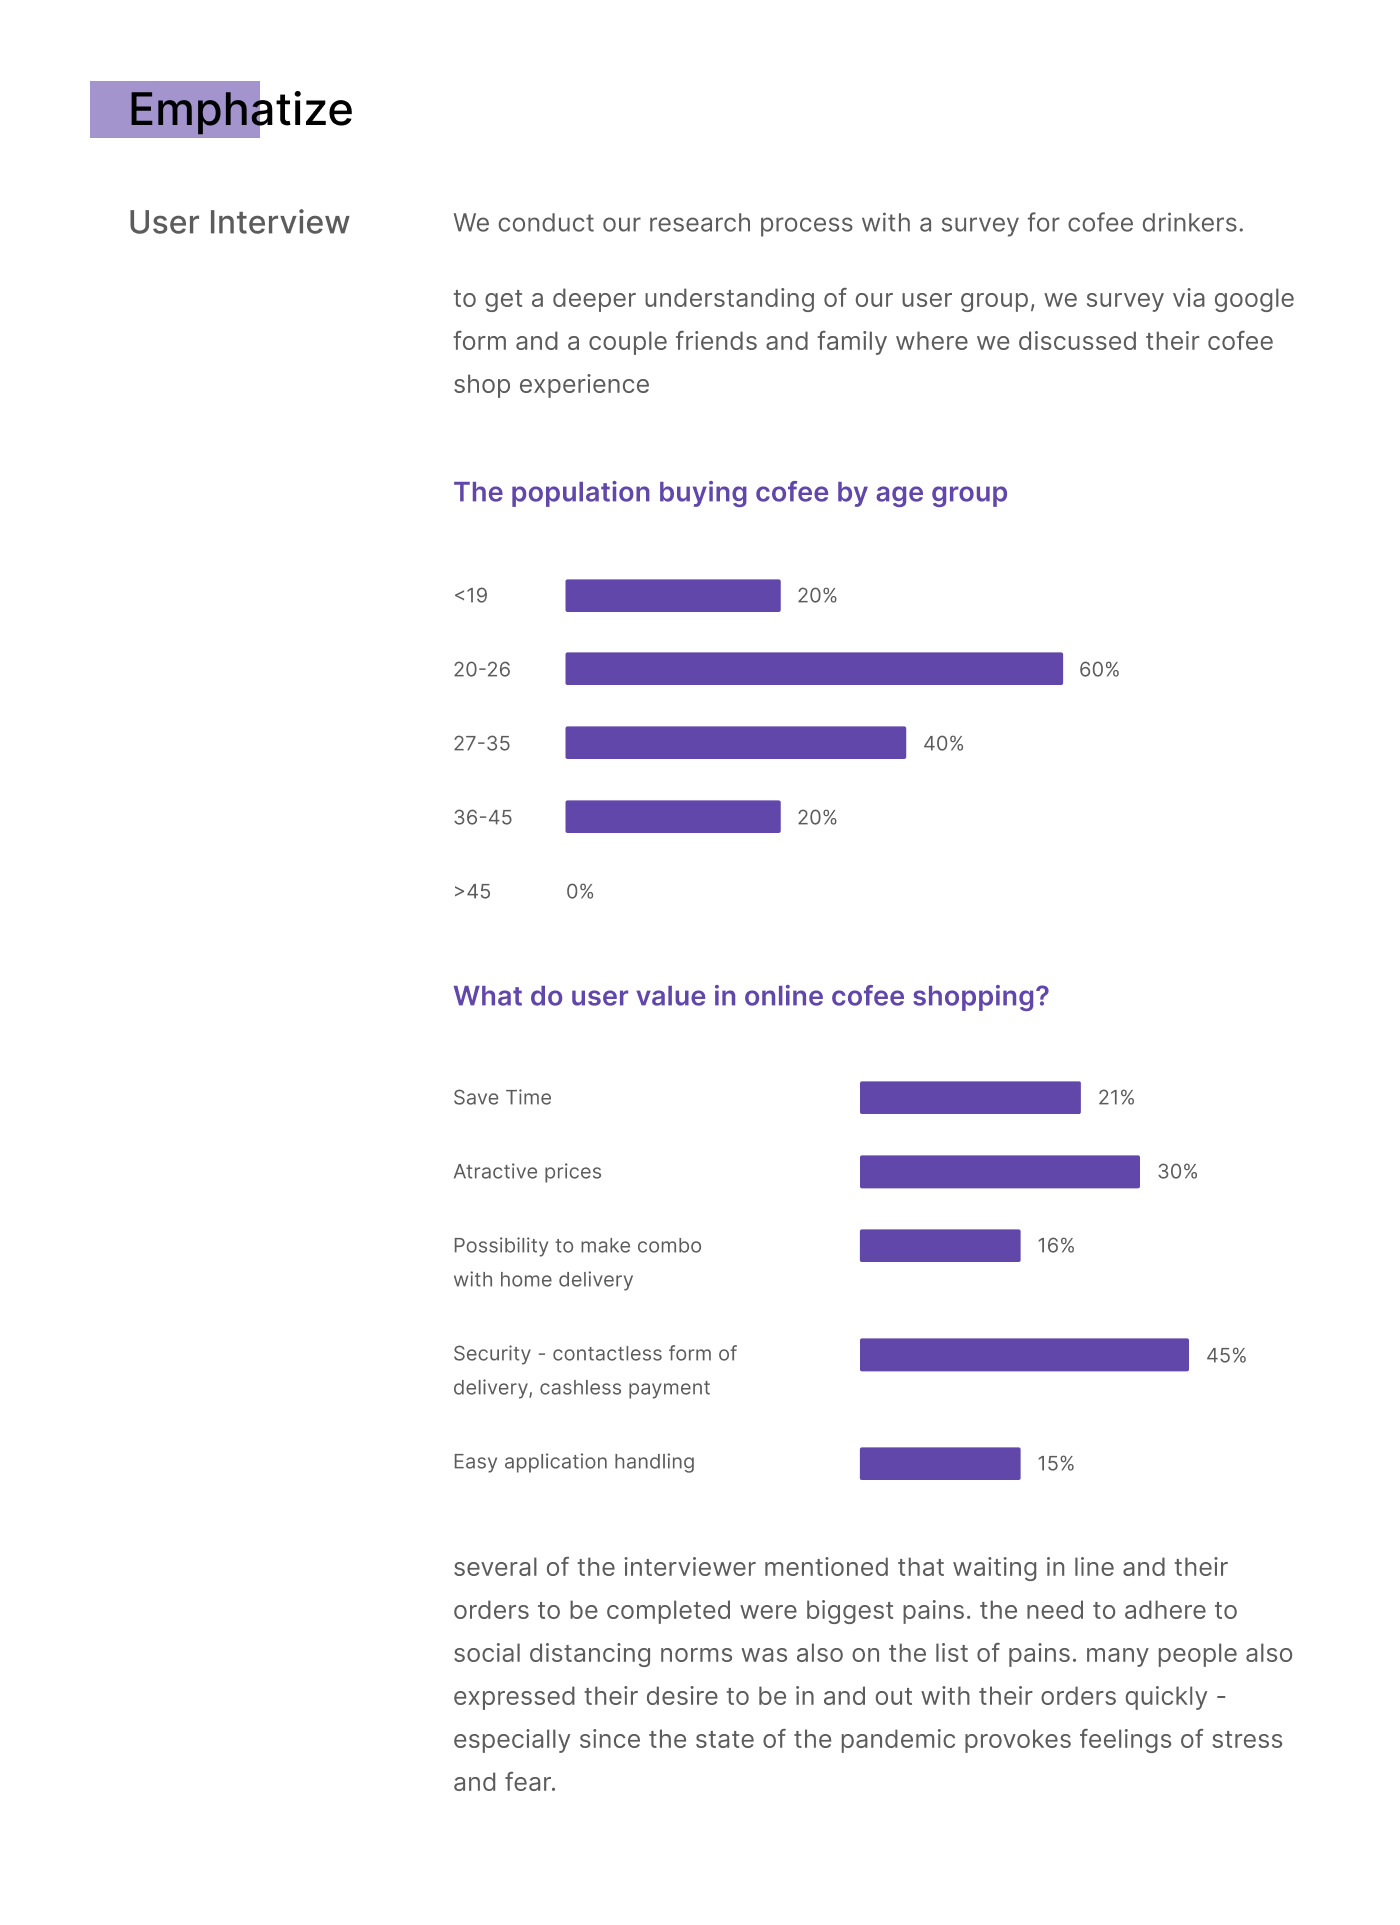 Emphatize
User Interview
We conduct our research process with a survey for cofee drinkers.
to get a deeper understanding of our user group, we survey via google
form and a couple friends and family where we discussed their cofee
shop experience
The population buying cofee by age group
<19 20%
20-26 60%
27-35 40%
36-45 20%
>45 0%
What do user value in online cofee shopping?
Save Time 21%
Atractive prices 30%
Possibility to make combo 16%
with home delivery
Security - contactless form of 45%
delivery, cashless payment
Easy application handling 15%
several of the interviewer mentioned that waiting in line and their
orders to be completed were biggest pains. the need to adhere to
social distancing norms was also on the list of pains. many people also
expressed their desire to be in and out with their orders quickly -
especially since the state of the pandemic provokes feelings of stress
and fear.